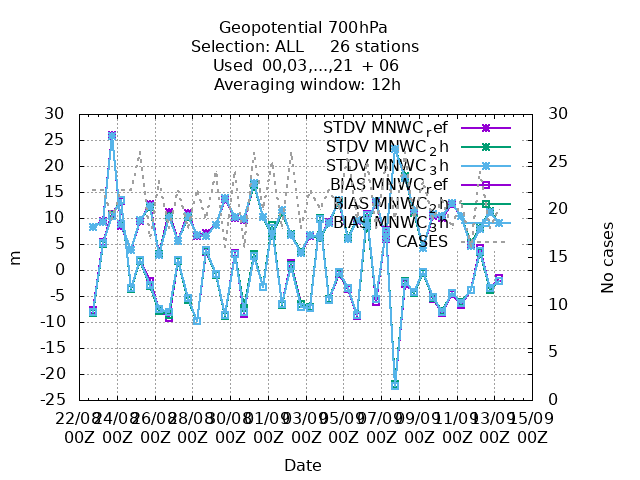 Geopotential 700hPa
Selection: ALL     26 stations
Used  00,03,...,21  + 06
Averaging window: 12h
STDV MNWC_ref
STDV MNWC_2h
STDV MNWC_3h
BIAS MNWC_ref
BIAS MNWC_2h
BIAS MNWC_3h
CASES
30
25
20
15
10
5
0
-5
-10
-15
-20
-25
m
30
25
20
15
10
5
0
No cases
22/08 24/08 26/08 28/08 30/08 01/09 03/09 05/09 07/09 09/09 11/09 13/09 15/09
00Z 00Z 00Z 00Z 00Z 00Z 00Z 00Z 00Z 00Z 00Z 00Z 00Z
Date